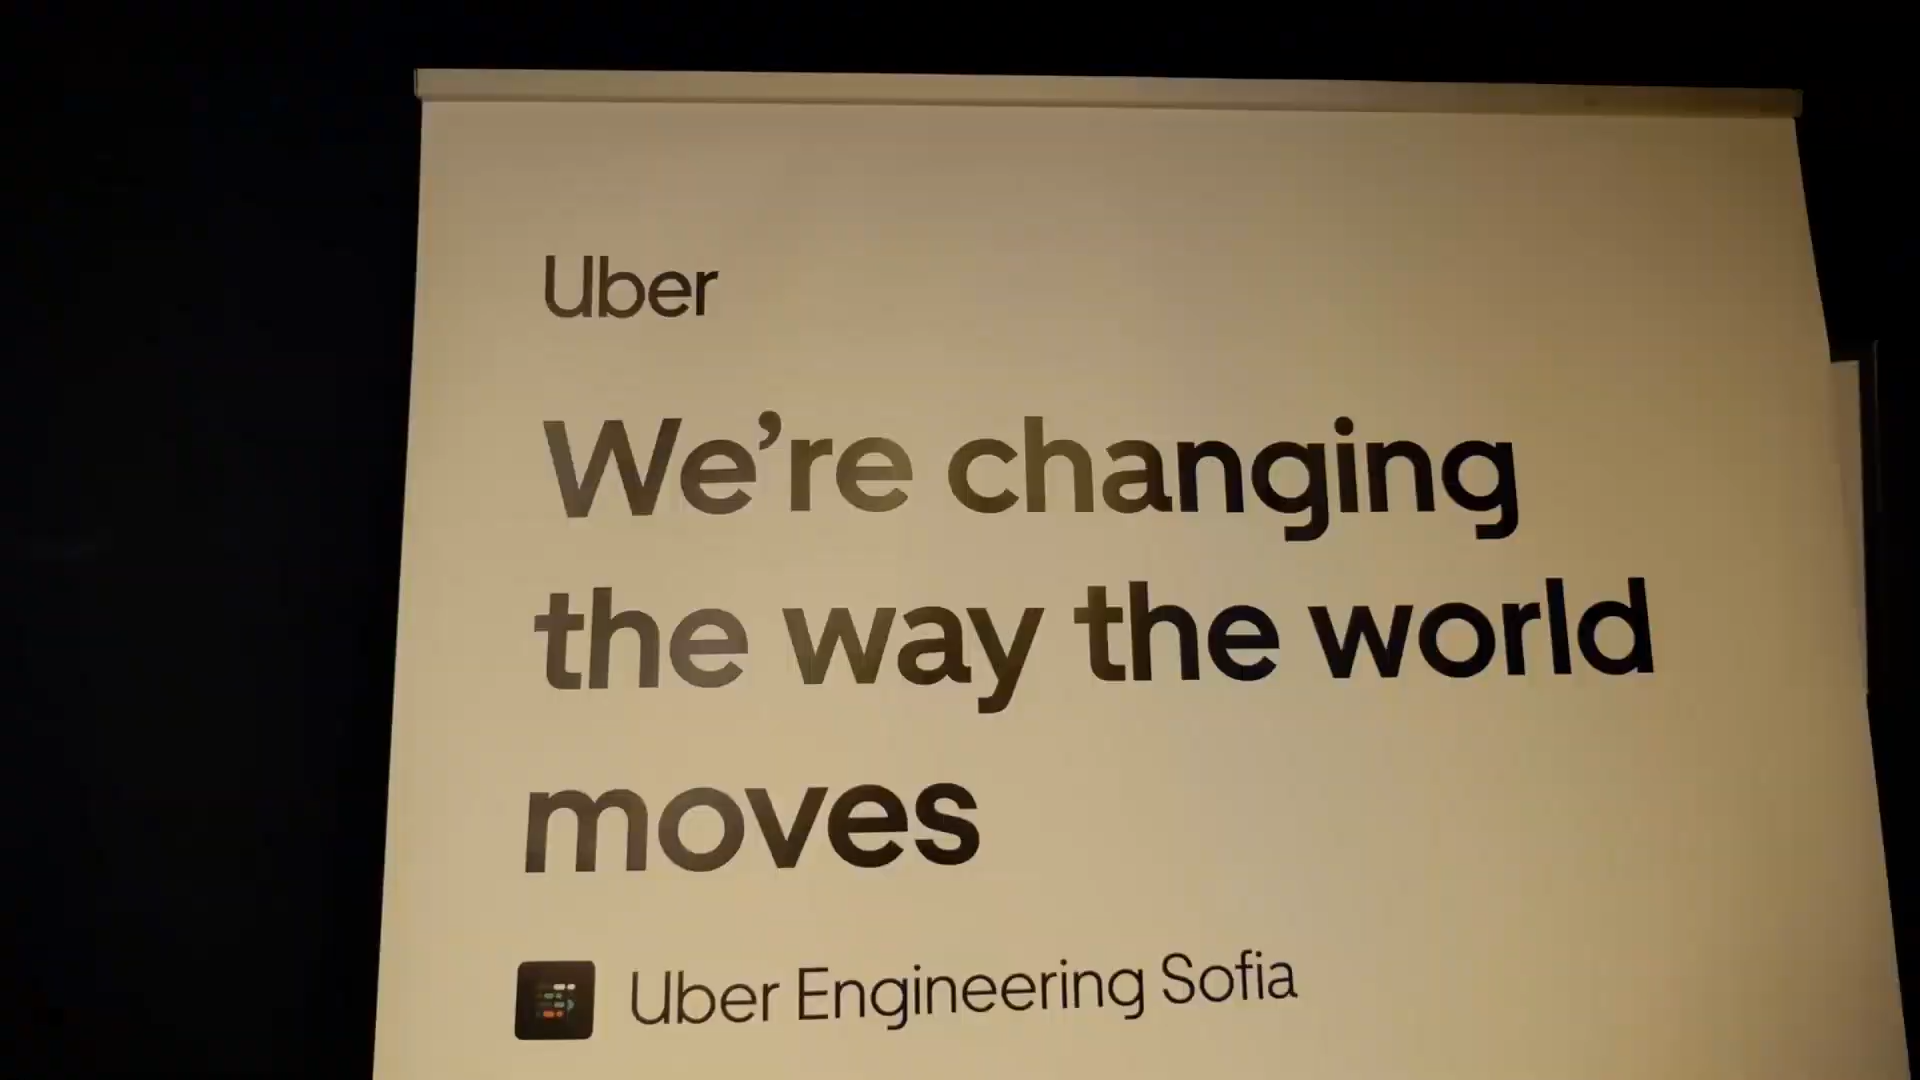 Uber
We’re changing
the way the world
moves
Uber Engineering Sofia